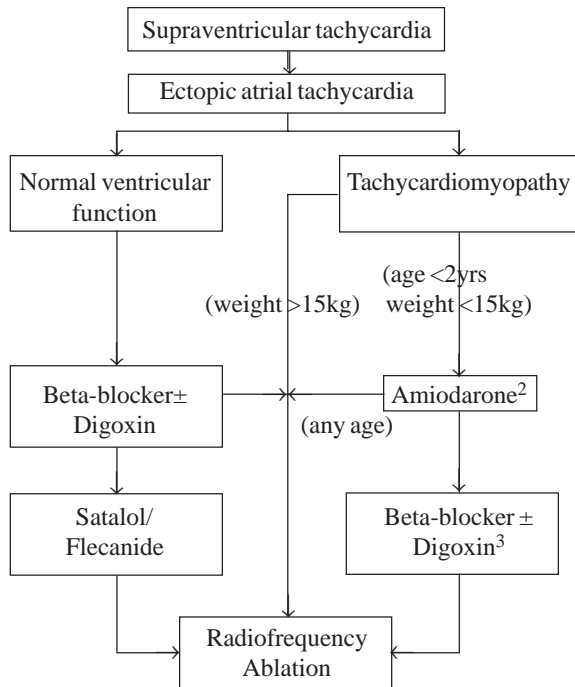 Supraventricular tachycardia
Ectopic atrial tachycardia
Normal ventricular
function
Tachycardiomyopathy
(age <2yrs
weight <15kg)
(weight >15kg)
Beta-blocker±
Digoxin
Amiodarone²
(any age)
Satalol/
Flecanide
Beta-blocker ±
Digoxin³
Radiofrequency
Ablation